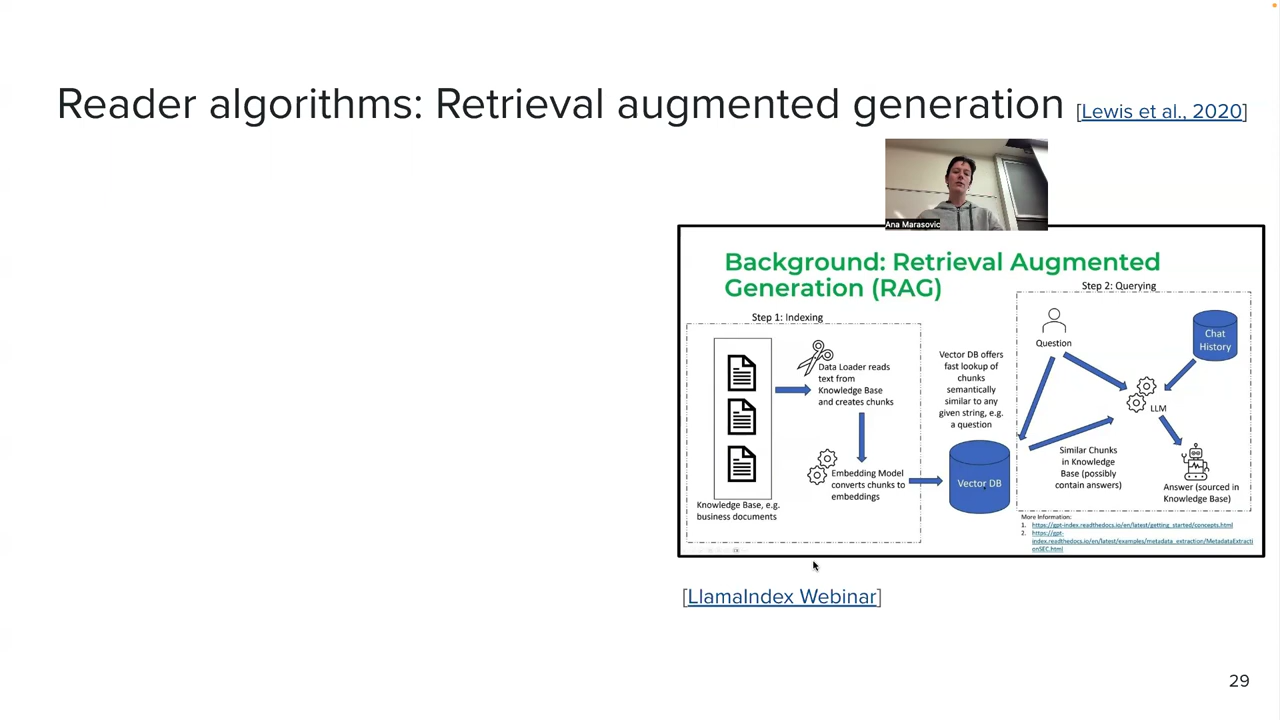 Reader algorithms: Retrieval augmented generation [Lewis et al., 2020]
Ana Marasovic
Background: Retrieval Augmented
Generation (RAG)
Step 1: Indexing
Knowledge Base, e.g.
business documents
Data Loader reads
text from
Knowledge Base
and creates chunks
Embedding Model
converts chunks to
embeddings
Vector DB offers
fast lookup of
chunks
semantically
similar to any
given string, e.g.
a question
Vector DB
Step 2: Querying
Question
Chat
History
LLM
Similar Chunks
in Knowledge
Base (possibly
contain answers)
Answer (sourced in
Knowledge Base)
More Information:
1. https://gpt-index.readthedocs.io/en/latest/getting_started/concepts.html
2. https://gpt-
index.readthedocs.io/en/latest/examples/metadata_extraction/MetadataExtracti
onSEC.html
[LlamaIndex Webinar]
29